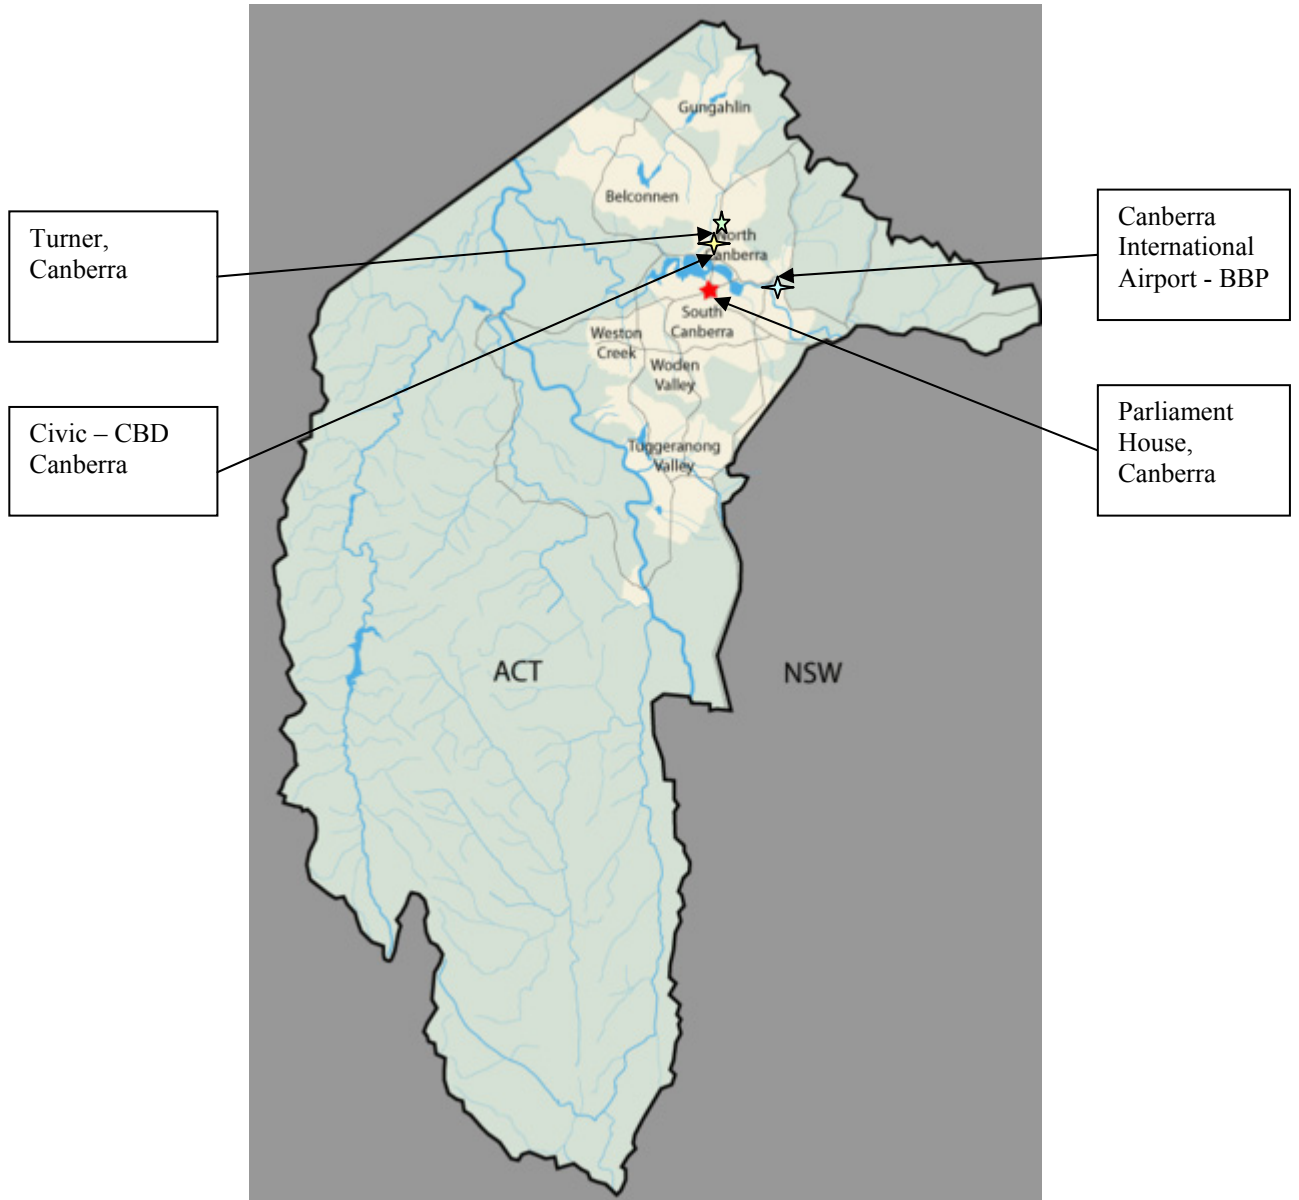 Gungahlin
Belconnen
North
Canberra
South
Canberra
Weston
Creek
Woden
Valley
Tuggeranong
Valley
ACT
NSW
Turner,
Canberra
Civic – CBD
Canberra
Canberra
International
Airport - BBP
Parliament
House,
Canberra